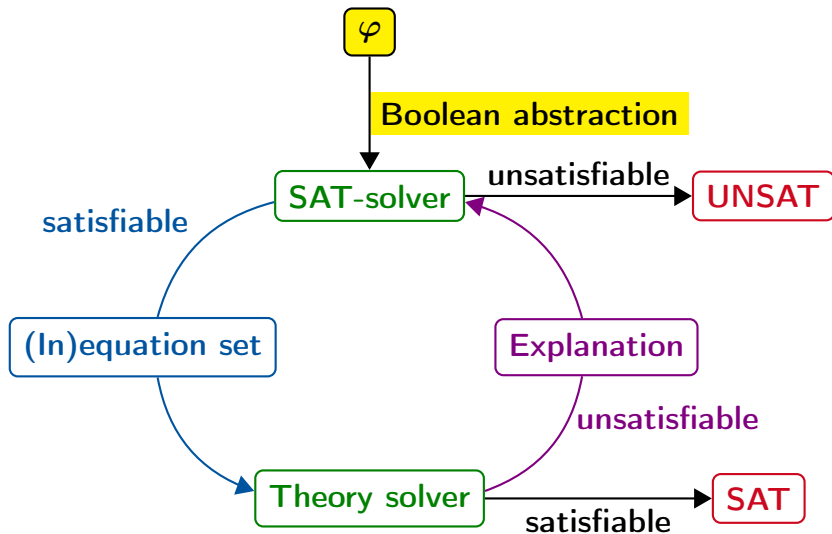 φ
Boolean abstraction
SAT-solver
unsatisfiable
UNSAT
satisfiable
(In)equation set
Explanation
unsatisfiable
Theory solver
satisfiable
SAT